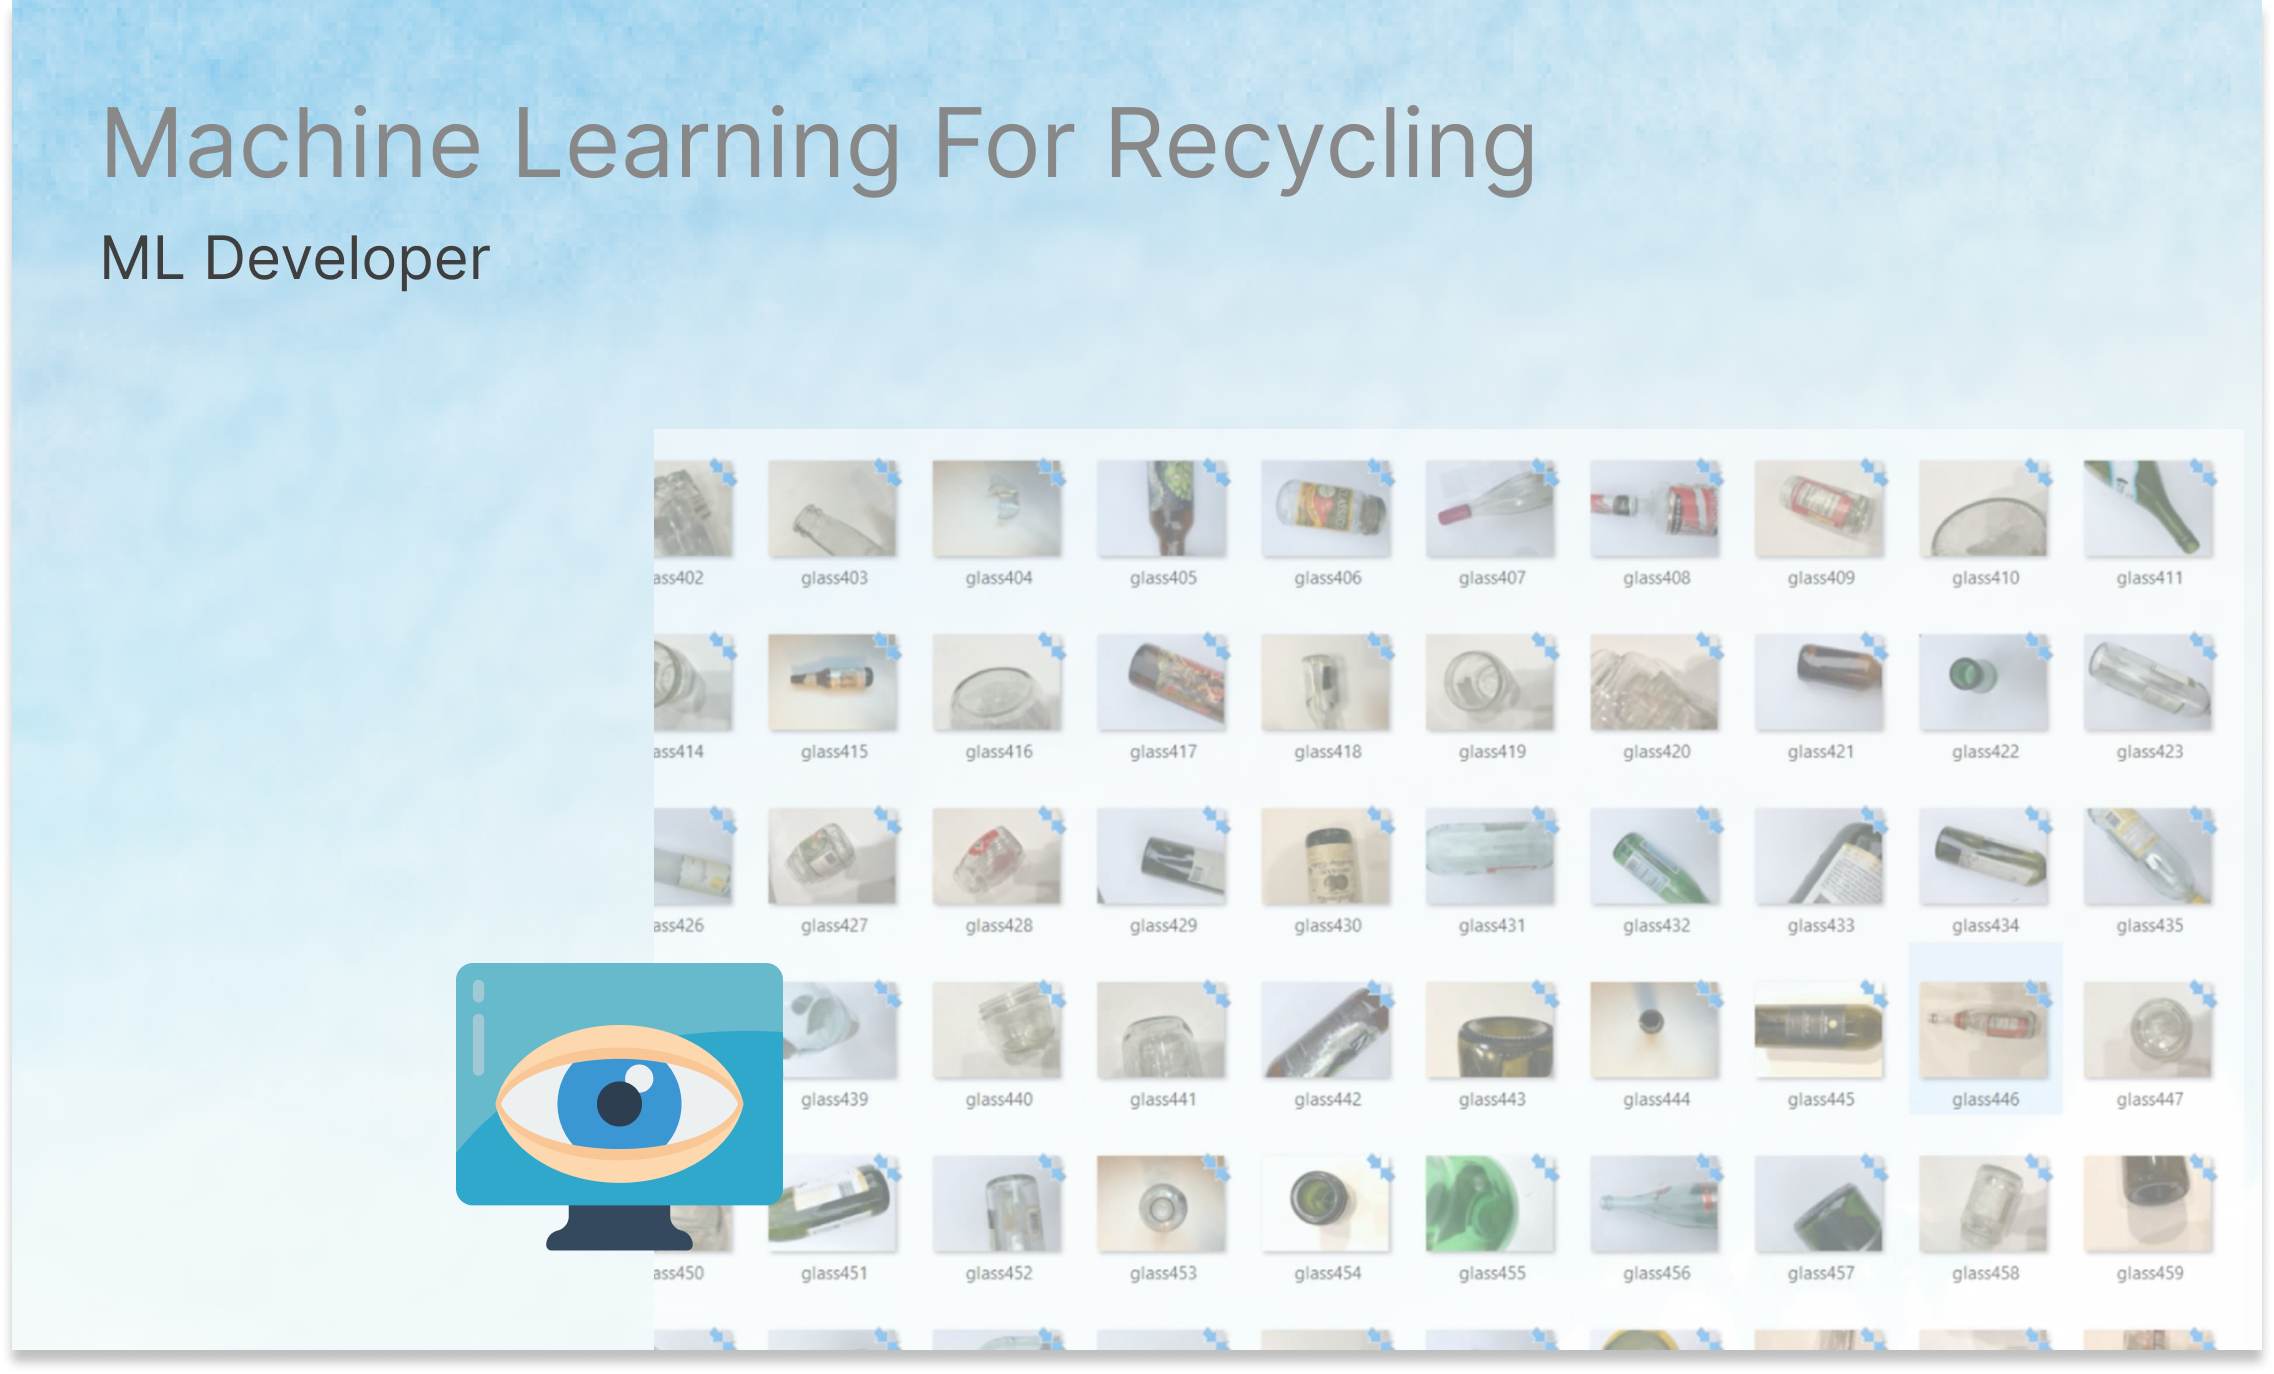 Machine Learning For Recycling
ML Developer
ass402 glass403 glass404 glass405 glass406 glass407 glass408 glass409 glass410 glass411
ass414 glass415 glass416 glass417 glass418 glass419 glass420 glass421 glass422 glass423
ass426 glass427 glass428 glass429 glass430 glass431 glass432 glass433 glass434 glass435
glass439 glass440 glass441 glass442 glass443 glass444 glass445 glass446 glass447
ass450 glass451 glass452 glass453 glass454 glass455 glass456 glass457 glass458 glass459